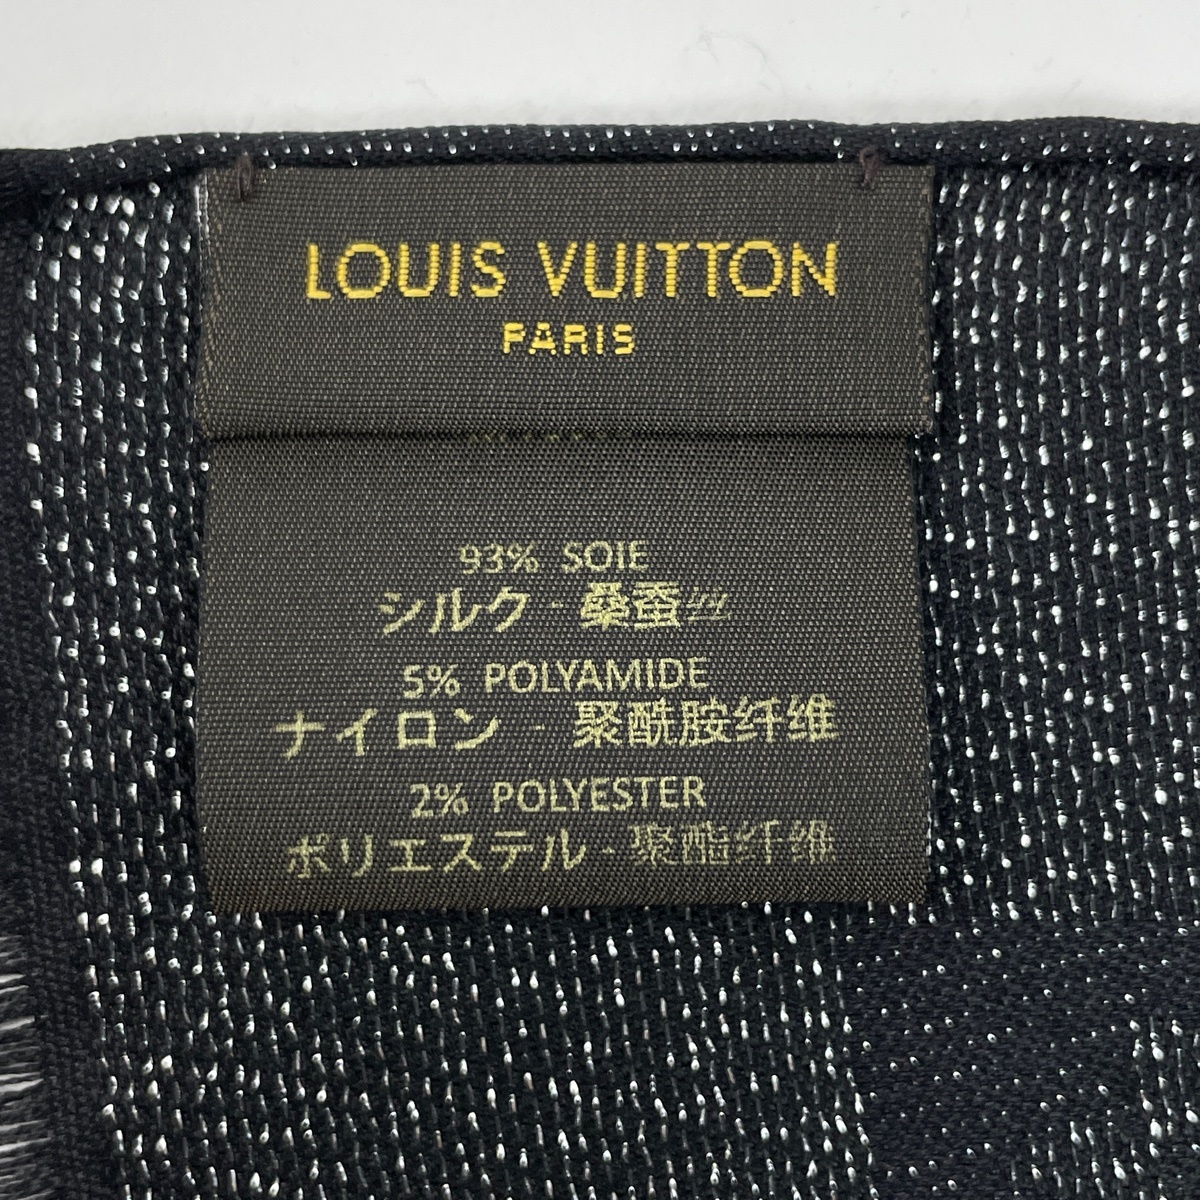 LOUIS VUITTON
PARIS
93% SOIE
シルク - 桑蚕丝
5% POLYAMIDE
ナイロン - 聚酰胺纤维
2% POLYESTER
ポリエステル - 聚酯纤维